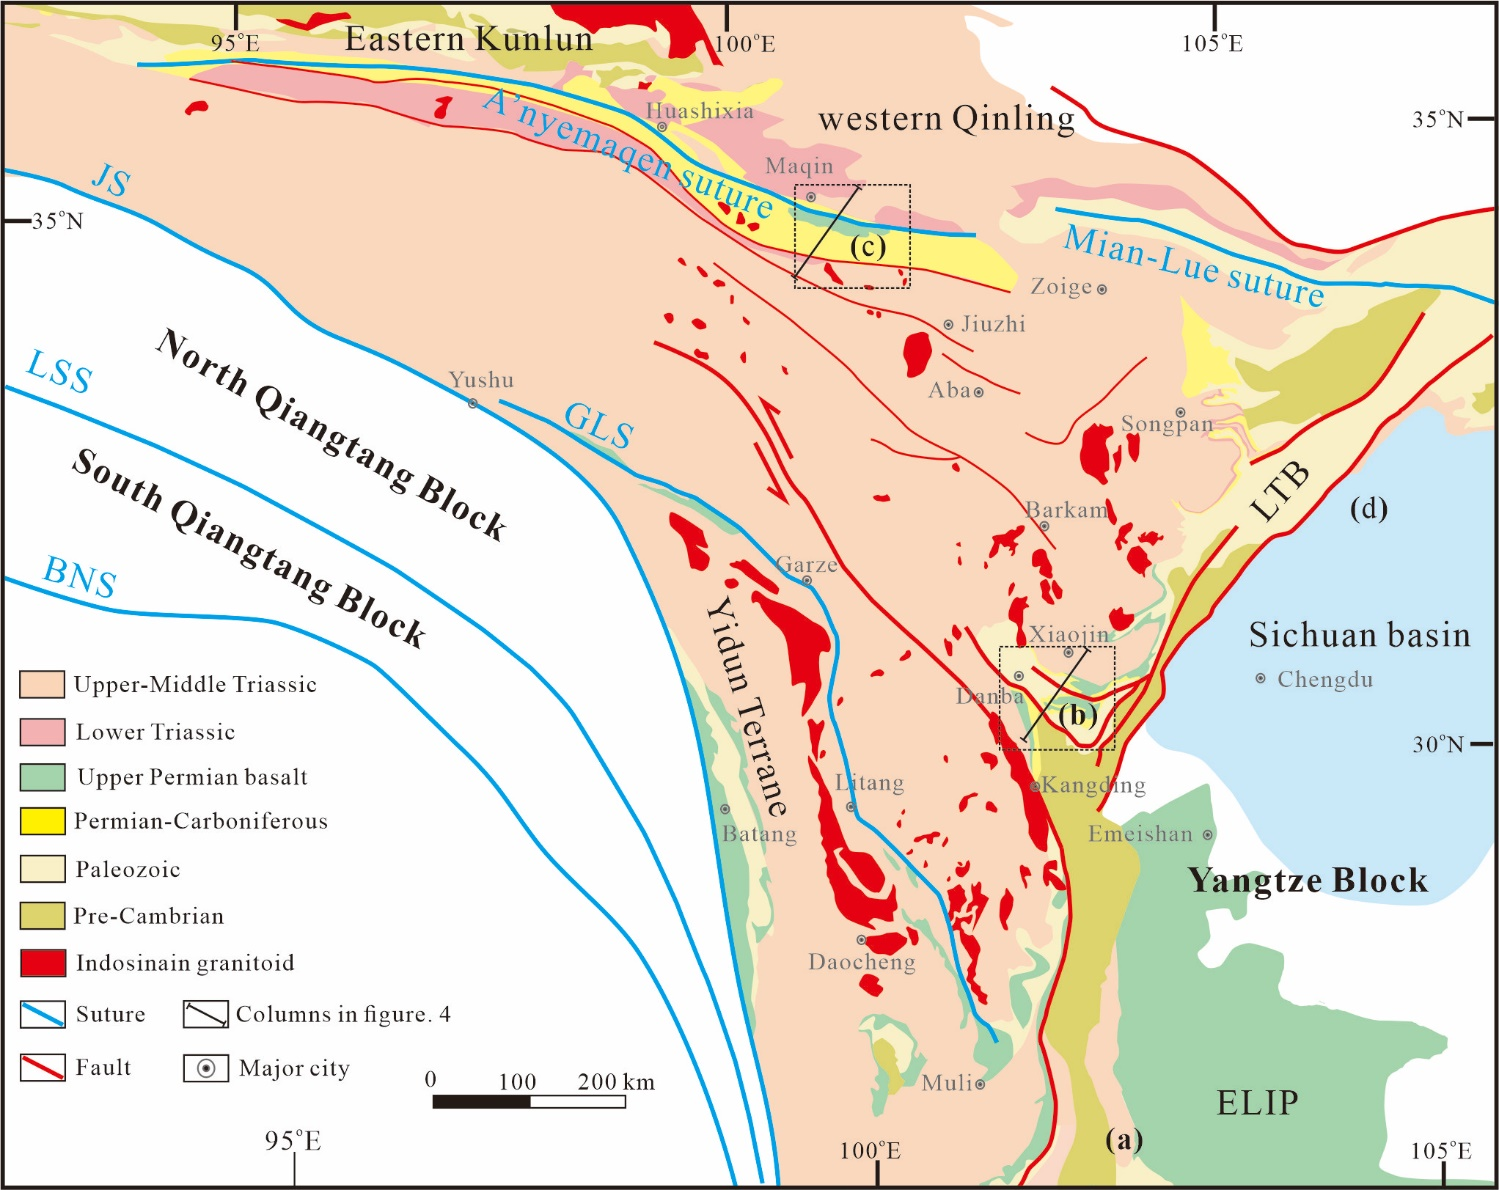 95°E
Eastern Kunlun
100°E
105°E
Huashixia
western Qinling
35°N
A'nyemaqen suture
Maqin
JS
35°N
(c)
Mian-Lue suture
Zoige
Jiuzhi
North Qiangtang Block
LSS
Yushu
GLS
Aba
Songpan
South Qiangtang Block
LTB
(d)
Barkam
BNS
Garze
Yidun Terrane
Xiaojin
Sichuan basin
Chengdu
Danba
(b)
30°N
Upper-Middle Triassic
Lower Triassic
Upper Permian basalt
Permian-Carboniferous
Paleozoic
Pre-Cambrian
Indosinain granitoid
Suture
Columns in figure. 4
Fault
Major city
Litang
Kangding
Batang
Emeishan
Yangtze Block
Daocheng
0 100 200 km
Muli
ELIP
(a)
95°E
100°E
105°E